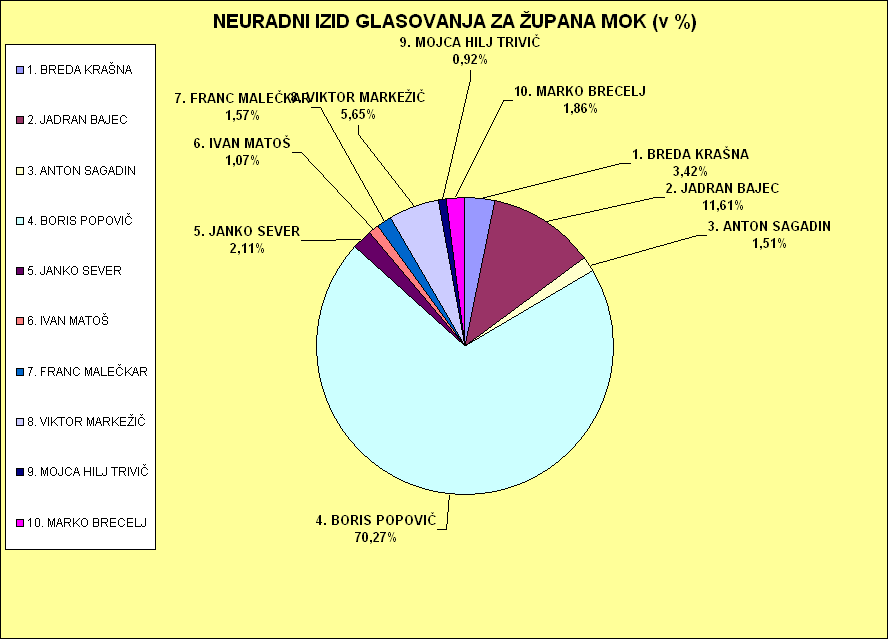 NEURADNI IZID GLASOVANJA ZA ŽUPANA MOK (v %)
1. BREDA KRAŠNA
2. JADRAN BAJEC
3. ANTON SAGADIN
4. BORIS POPOVIČ
5. JANKO SEVER
6. IVAN MATOŠ
7. FRANC MALEČKAR
8. VIKTOR MARKEŽIČ
9. MOJCA HILJ TRIVIČ
10. MARKO BRECELJ
9. MOJCA HILJ TRIVIČ
0,92%
10. MARKO BRECELJ
1,86%
7. FRANC MALEČKAR
1,57%
8. VIKTOR MARKEŽIČ
5,65%
6. IVAN MATOŠ
1,07%
1. BREDA KRAŠNA
3,42%
2. JADRAN BAJEC
11,61%
3. ANTON SAGADIN
1,51%
5. JANKO SEVER
2,11%
4. BORIS POPOVIČ
70,27%